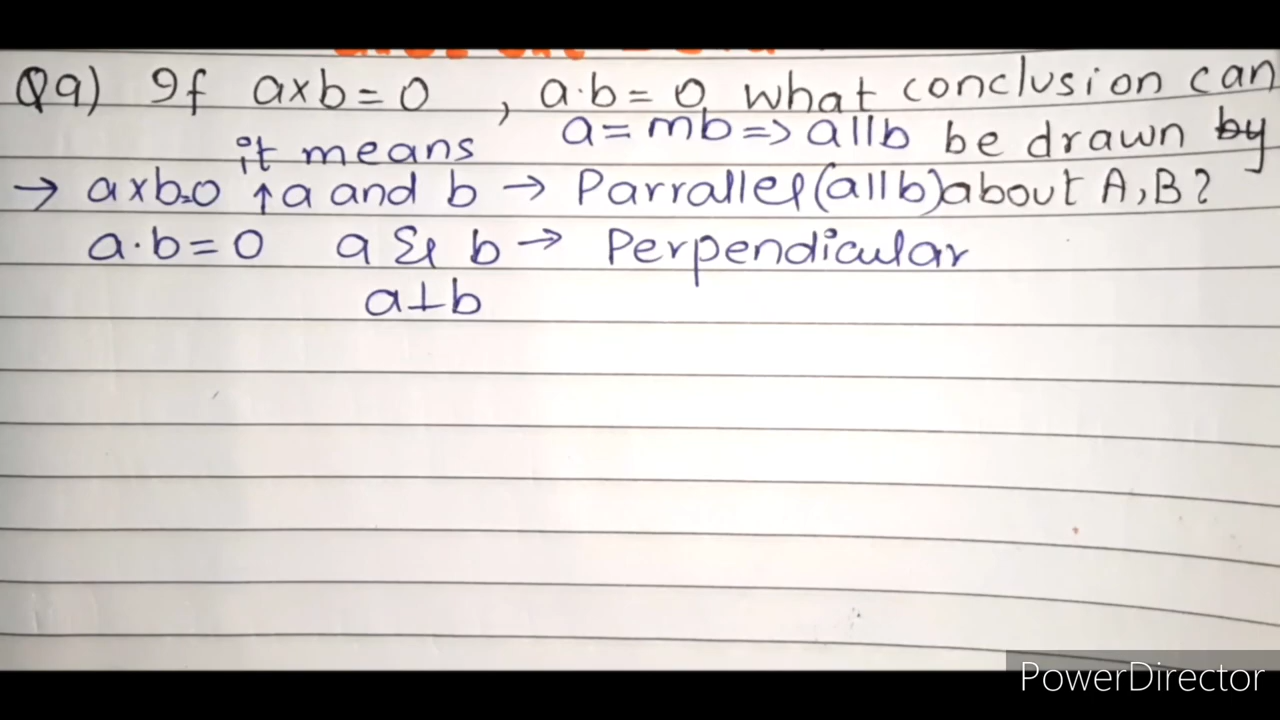 Q9) If a×b=0 , a·b=0, what conclusion can
a=mb=>a||b be drawn by
it means
→ a×b=0 ↑a and b → Parrallel(a||b)about A,B?
a·b=0 a & b → Perpendicular
a⊥b
PowerDirector